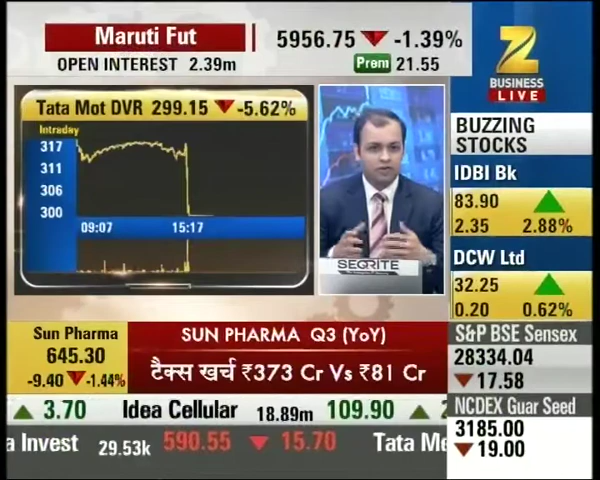 Maruti Fut
5956.75 -1.39%
OPEN INTEREST 2.39m
Prem 21.55
Z
BUSINESS
LIVE
Tata Mot DVR 299.15 -5.62%
Intraday
317
311
306
300
09:07 15:17
SEQRITE
BUZZING
STOCKS
IDBI Bk
83.90
2.35 2.88%
DCW Ltd
32.25
0.20 0.62%
Sun Pharma
645.30
-9.40 -1.44%
SUN PHARMA Q3 (YoY)
टैक्स खर्च ₹373 Cr Vs ₹81 Cr
S&P BSE Sensex
28334.04
17.58
3.70 Idea Cellular 18.89m 109.90
NCDEX Guar Seed
3185.00
19.00
a Invest 29.53k 590.55 15.70 Tata Me